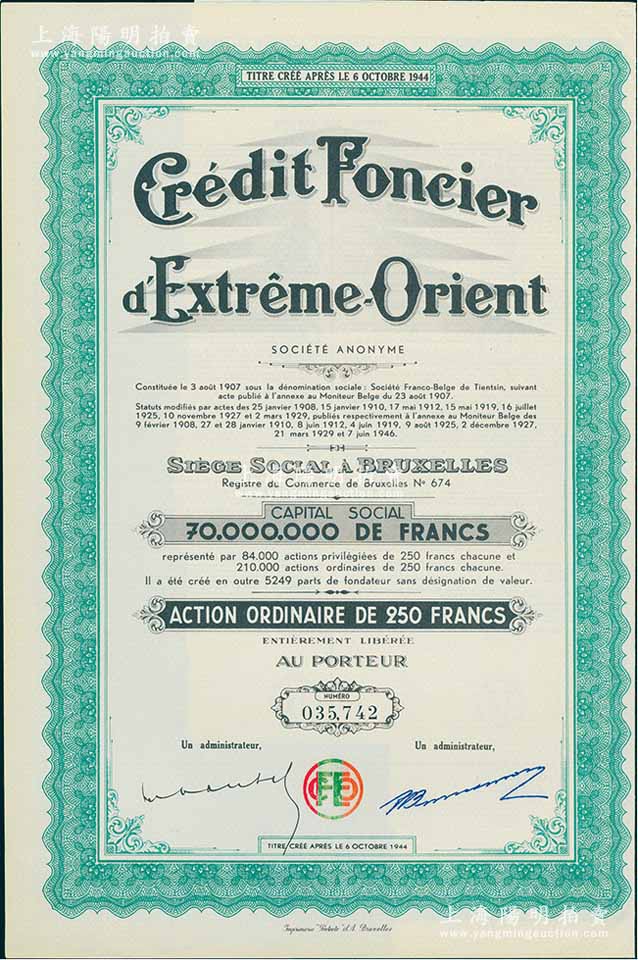 上海陽明拍賣
www.yangmingauction.com
TITRE CRÉÉ APRÈS LE 6 OCTOBRE 1944
Crédit Foncier
d'Extrême-Orient
SOCIÉTÉ ANONYME
Constituée le 3 août 1907 sous la dénomination sociale : Société Franco-Belge de Tientsin, suivant
acte publié à l'annexe au Moniteur Belge du 23 août 1907.
Statuts modifiés par actes des 25 janvier 1908, 15 janvier 1910, 17 mai 1912, 15 mai 1919, 16 juillet
1925, 10 novembre 1927 et 2 mars 1929, publiés respectivement à l'annexe au Moniteur Belge des
9 février 1908, 27 et 28 janvier 1910, 8 juin 1912, 4 juin 1919, 9 août 1925, 2 décembre 1927,
21 mars 1929 et 7 juin 1946.
SIÈGE SOCIAL À BRUXELLES
Registre du Commerce de Bruxelles Nº 674
CAPITAL SOCIAL
70.000.000 DE FRANCS
représenté par 84.000 actions privilégiées de 250 francs chacune et
210.000 actions ordinaires de 250 francs chacune.
Il a été créé en outre 5249 parts de fondateur sans désignation de valeur.
ACTION ORDINAIRE DE 250 FRANCS
ENTIÈREMENT LIBÉRÉE
AU PORTEUR
NUMÉRO
035,742
Un administrateur,
Un administrateur,
TITRE CRÉÉ APRÈS LE 6 OCTOBRE 1944
上海陽明拍賣
www.yangmingauction.com